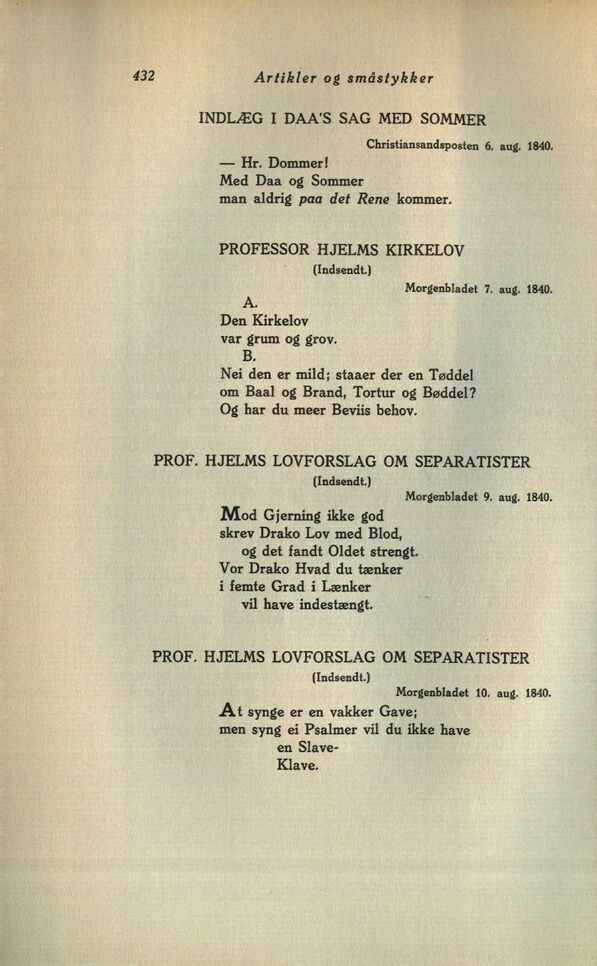 432 Artikler og småstykker
INDLÆG I DAA'S SAG MED SOMMER
Christiansandsposten 6. aug. 1840.
— Hr. Dommer!
Med Daa og Sommer
man aldrig paa det Rene kommer.
PROFESSOR HJELMS KIRKELOV
(Indsendt.)
Morgenbladet 7. aug. 1840.
A.
Den Kirkelov
var grum og grov.
B.
Nei den er mild; staaer der en Tøddel
om Baal og Brand, Tortur og Bøddel?
Og har du meer Beviis behov.
PROF. HJELMS LOVFORSLAG OM SEPARATISTER
(Indsendt.)
Morgenbladet 9. aug. 1840.
Mod Gjerning ikke god
skrev Drako Lov med Blod,
og det fandt Oldet strengt.
Vor Drako Hvad du tænker
i femte Grad i Lænker
vil have indestængt.
PROF. HJELMS LOVFORSLAG OM SEPARATISTER
(Indsendt.)
Morgenbladet 10. aug. 1840.
At synge er en vakker Gave;
men syng ei Psalmer vil du ikke have
en Slave-
Klave.